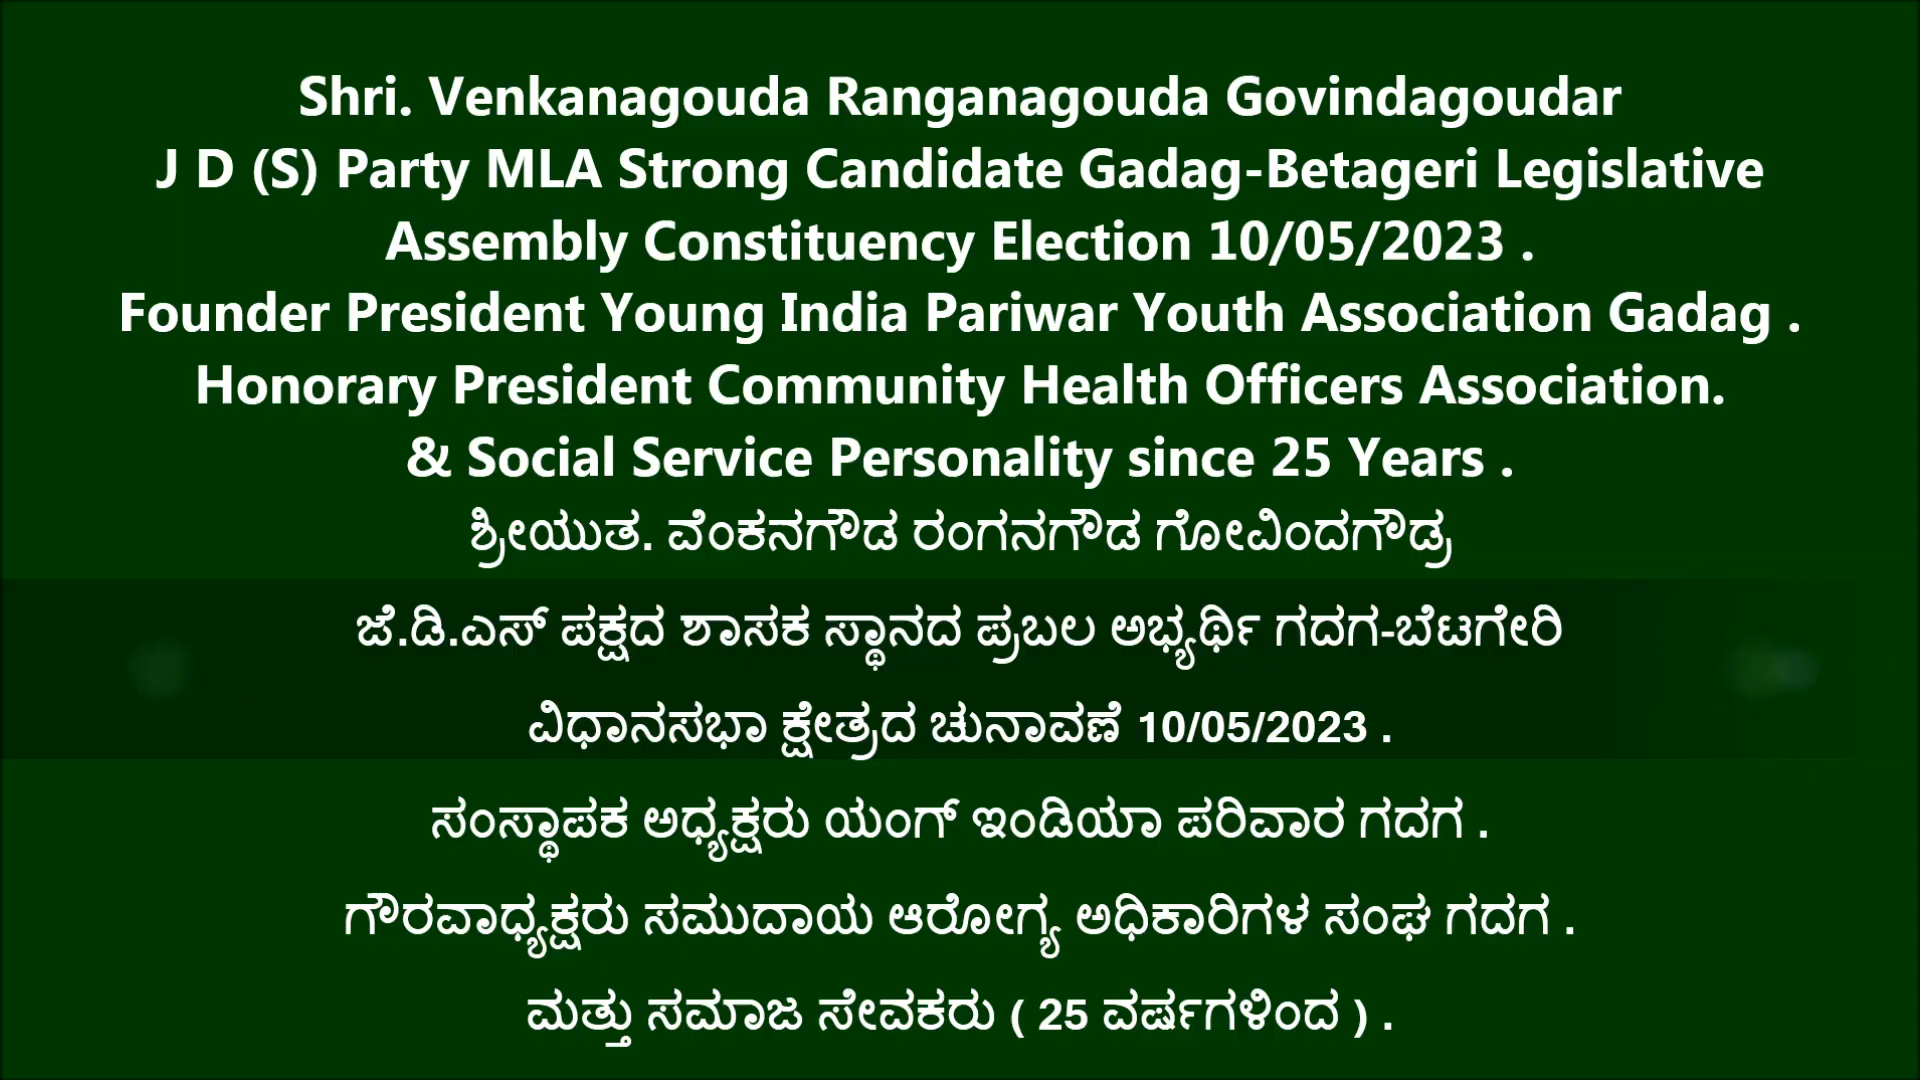 Shri. Venkanagouda Ranganagouda Govindagoudar
J D (S) Party MLA Strong Candidate Gadag-Betageri Legislative
Assembly Constituency Election 10/05/2023 .
Founder President Young India Pariwar Youth Association Gadag .
Honorary President Community Health Officers Association.
& Social Service Personality since 25 Years .
ಶ್ರೀಯುತ. ವೆಂಕನಗೌಡ ರಂಗನಗೌಡ ಗೋವಿಂದಗೌಡ್ರ
ಜೆ.ಡಿ.ಎಸ್ ಪಕ್ಷದ ಶಾಸಕ ಸ್ಥಾನದ ಪ್ರಬಲ ಅಭ್ಯರ್ಥಿ ಗದಗ-ಬೆಟಗೇರಿ
ವಿಧಾನಸಭಾ ಕ್ಷೇತ್ರದ ಚುನಾವಣೆ 10/05/2023 .
ಸಂಸ್ಥಾಪಕ ಅಧ್ಯಕ್ಷರು ಯಂಗ್ ಇಂಡಿಯಾ ಪರಿವಾರ ಗದಗ .
ಗೌರವಾಧ್ಯಕ್ಷರು ಸಮುದಾಯ ಆರೋಗ್ಯ ಅಧಿಕಾರಿಗಳ ಸಂಘ ಗದಗ .
ಮತ್ತು ಸಮಾಜ ಸೇವಕರು ( 25 ವರ್ಷಗಳಿಂದ ) .